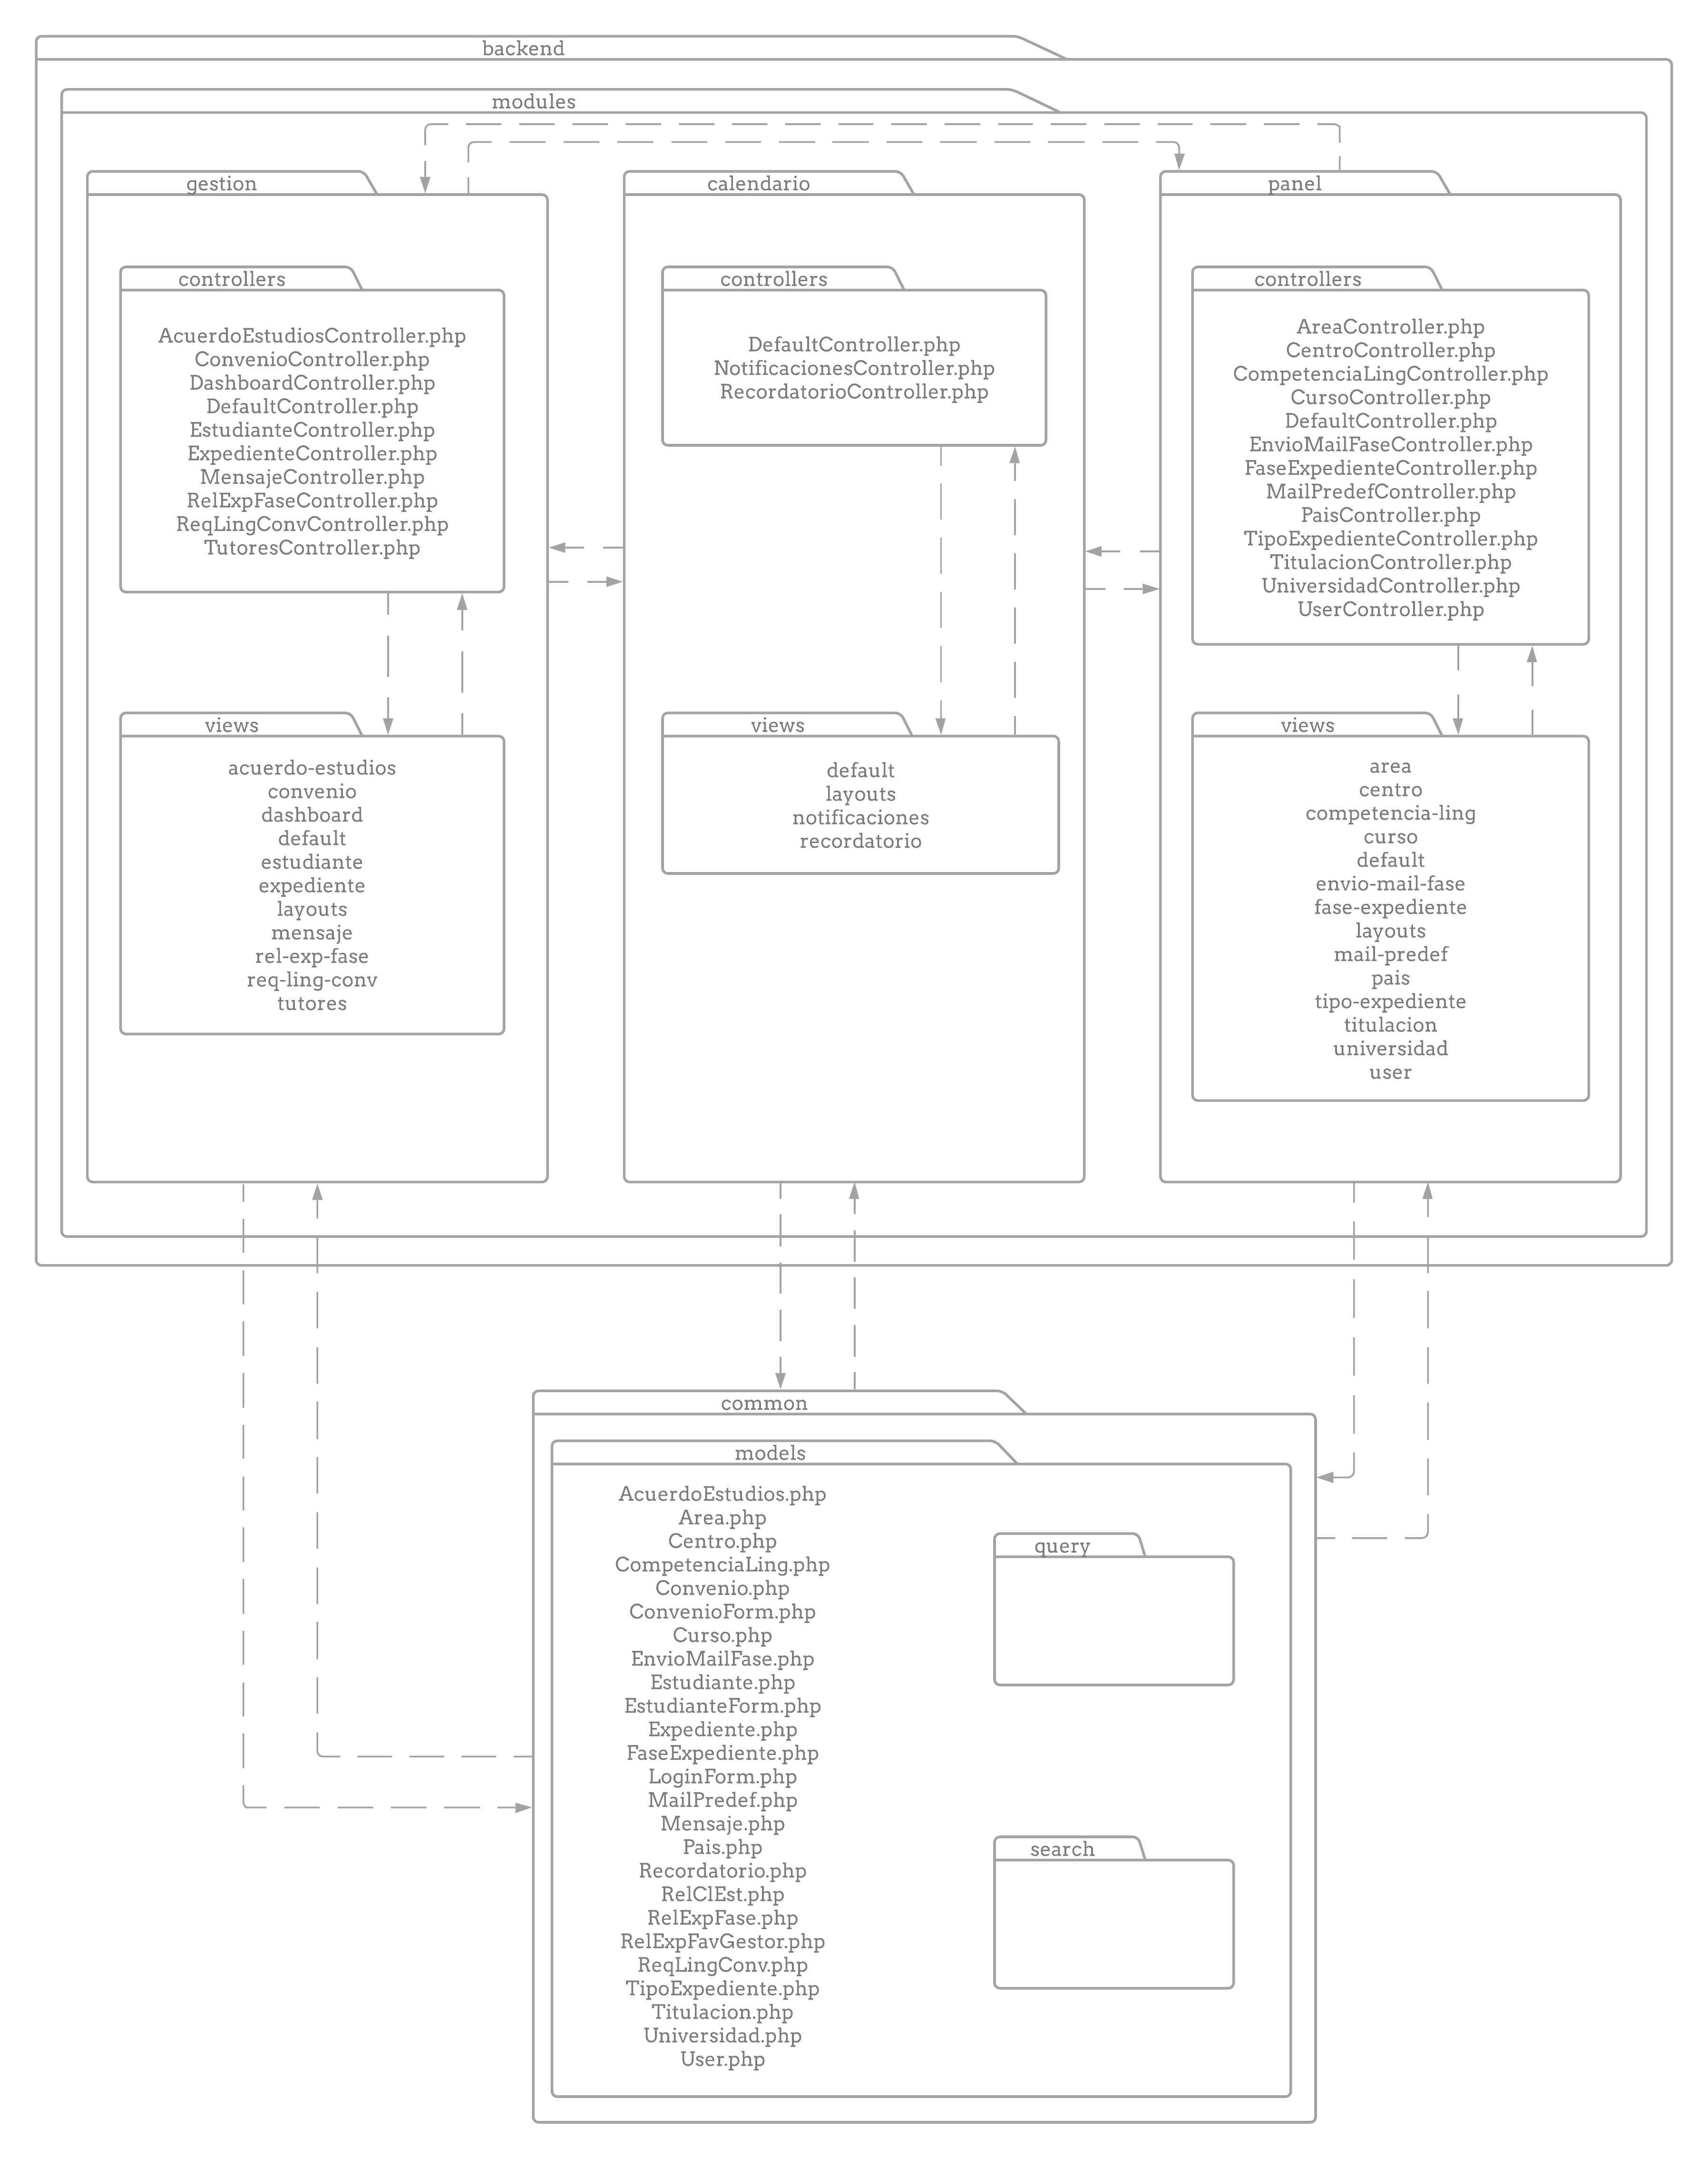 backend
modules
gestion
controllers
AcuerdoEstudiosController.php
ConvenioController.php
DashboardController.php
DefaultController.php
EstudianteController.php
ExpedienteController.php
MensajeController.php
RelExpFaseController.php
ReqLingConvController.php
TutoresController.php
views
acuerdo-estudios
convenio
dashboard
default
estudiante
expediente
layouts
mensaje
rel-exp-fase
req-ling-conv
tutores
calendario
controllers
DefaultController.php
NotificacionesController.php
RecordatorioController.php
views
default
layouts
notificaciones
recordatorio
panel
controllers
AreaController.php
CentroController.php
CompetenciaLingController.php
CursoController.php
DefaultController.php
EnvioMailFaseController.php
FaseExpedienteController.php
MailPredefController.php
PaisController.php
TipoExpedienteController.php
TitulacionController.php
UniversidadController.php
UserController.php
views
area
centro
competencia-ling
curso
default
envio-mail-fase
fase-expediente
layouts
mail-predef
pais
tipo-expediente
titulacion
universidad
user
common
models
AcuerdoEstudios.php
Area.php
Centro.php
CompetenciaLing.php
Convenio.php
ConvenioForm.php
Curso.php
EnvioMailFase.php
Estudiante.php
EstudianteForm.php
Expediente.php
FaseExpediente.php
LoginForm.php
MailPredef.php
Mensaje.php
Pais.php
Recordatorio.php
RelClEst.php
RelExpFase.php
RelExpFavGestor.php
ReqLingConv.php
TipoExpediente.php
Titulacion.php
Universidad.php
User.php
query
search